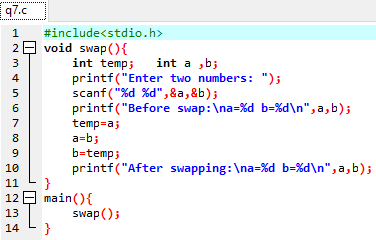 q7.c
1 #include<stdio.h>
2 void swap(){
3     int temp;   int a ,b;
4     printf("Enter two numbers: ");
5     scanf("%d %d",&a,&b);
6     printf("Before swap:\na=%d b=%d\n",a,b);
7     temp=a;
8     a=b;
9     b=temp;
10     printf("After swapping:\na=%d b=%d\n",a,b);
11 }
12 main(){
13     swap();
14 }